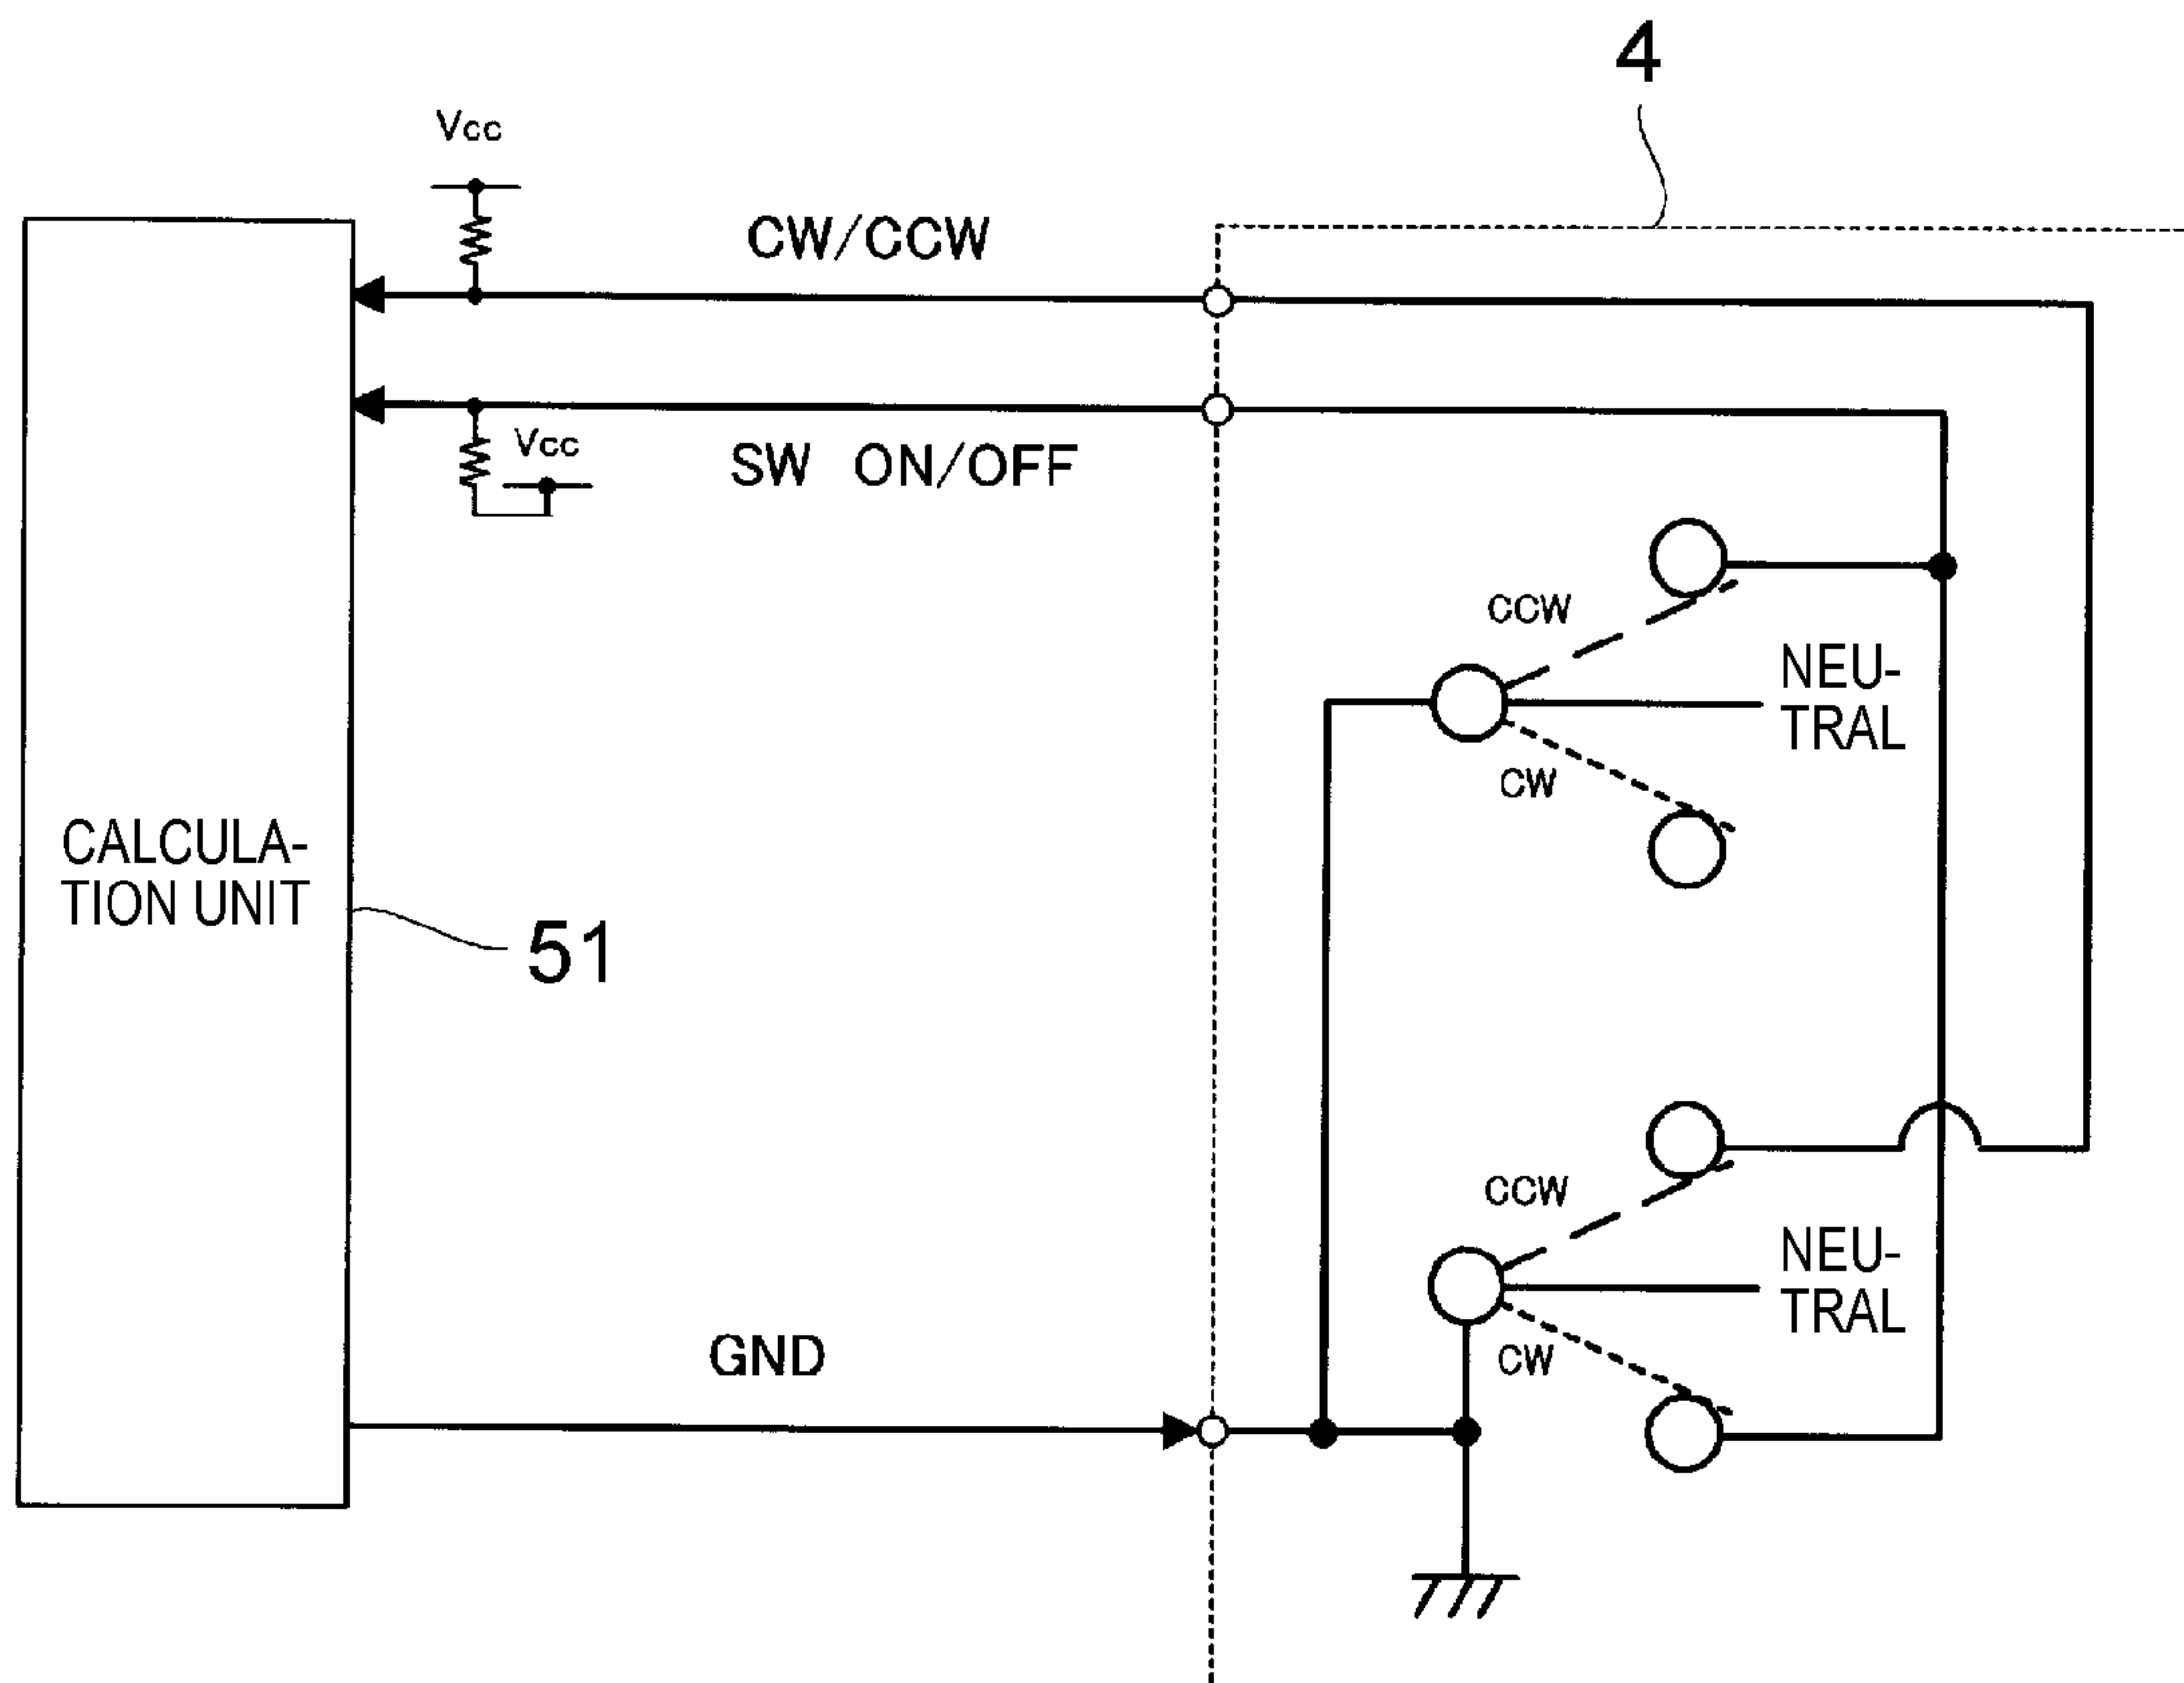 4
Vcc
CW/CCW
Vcc
SW ON/OFF
CCW
NEU-
TRAL
CW
CALCULA-
TION UNIT
51
CCW
NEU-
TRAL
CW
GND